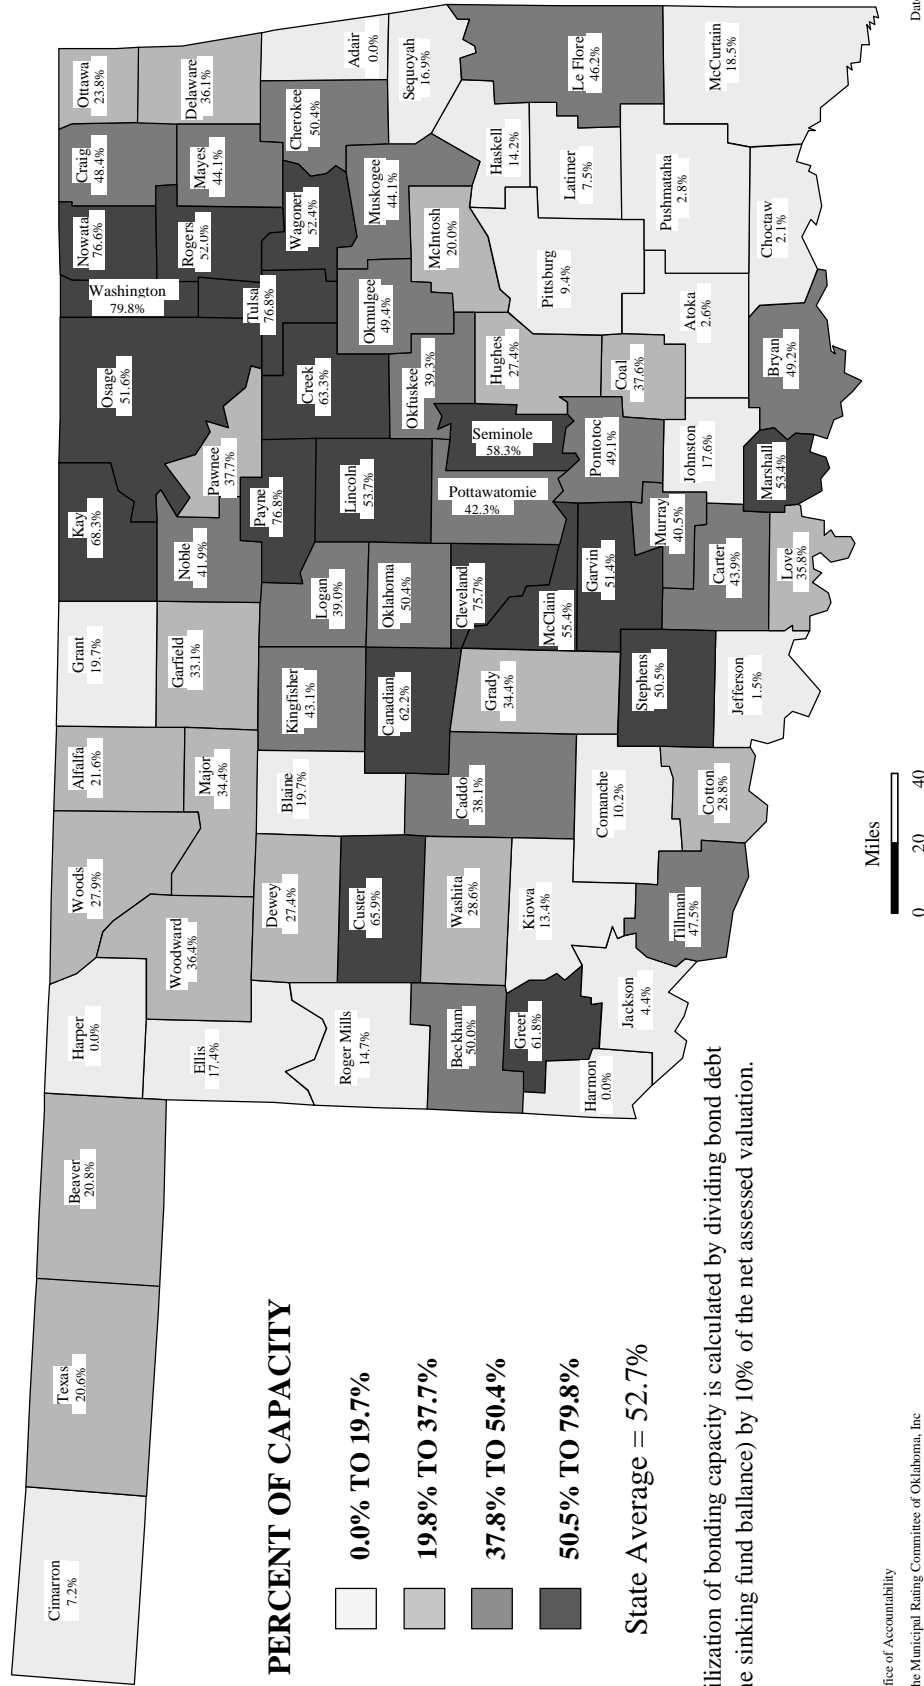 Cimarron
7.2%
Texas
20.6%
Beaver
20.8%
Harper
0.0%
Woods
27.9%
Alfalfa
21.6%
Grant
19.7%
Kay
68.3%
Osage
51.6%
Washington
79.8%
Nowata
76.6%
Craig
48.4%
Ottawa
23.8%
Ellis
17.4%
Woodward
36.4%
Major
34.4%
Garfield
33.1%
Noble
41.9%
Pawnee
37.7%
Rogers
52.0%
Mayes
44.1%
Delaware
36.1%
Roger Mills
14.7%
Dewey
27.4%
Blaine
19.7%
Kingfisher
43.1%
Logan
39.0%
Payne
76.8%
Creek
63.3%
Tulsa
76.8%
Wagoner
52.4%
Cherokee
50.4%
Adair
0.0%
Custer
65.9%
Canadian
62.2%
Oklahoma
50.4%
Lincoln
53.7%
Okfuskee
39.3%
Okmulgee
49.4%
Muskogee
44.1%
Sequoyah
16.9%
Beckham
50.0%
Washita
28.6%
Caddo
38.1%
Grady
34.4%
Cleveland
75.7%
Pottawatomie
42.3%
Seminole
58.3%
Hughes
27.4%
McIntosh
20.0%
Haskell
14.2%
Greer
61.8%
Kiowa
13.4%
McClain
55.4%
Garvin
51.4%
Pontotoc
49.1%
Pittsburg
9.4%
Latimer
7.5%
Le Flore
46.2%
Harmon
0.0%
Jackson
4.4%
Tillman
47.5%
Comanche
10.2%
Stephens
50.5%
Murray
40.5%
Coal
37.6%
Atoka
2.6%
Pushmataha
2.8%
McCurtain
18.5%
Cotton
28.8%
Jefferson
1.5%
Carter
43.9%
Johnston
17.6%
Love
35.8%
Marshall
53.4%
Bryan
49.2%
Choctaw
2.1%
PERCENT OF CAPACITY
0.0% TO 19.7%
19.8% TO 37.7%
37.8% TO 50.4%
50.5% TO 79.8%
State Average = 52.7%
ilization of bonding capacity is calculated by dividing bond debt
e sinking fund ballance) by 10% of the net assessed valuation.
Miles
0 20 40
fice of Accountability
he Municipal Rating Committee of Oklahoma, Inc
Dat